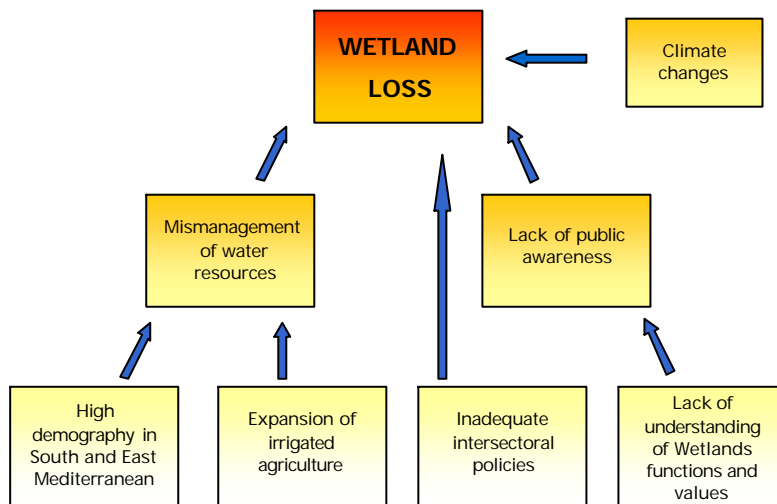 WETLAND
LOSS
Climate
changes
Mismanagement
of water
resources
Lack of public
awareness
High
demography in
South and East
Mediterranean
Expansion of
irrigated
agriculture
Inadequate
intersectoral
policies
Lack of
understanding
of Wetlands
functions and
values